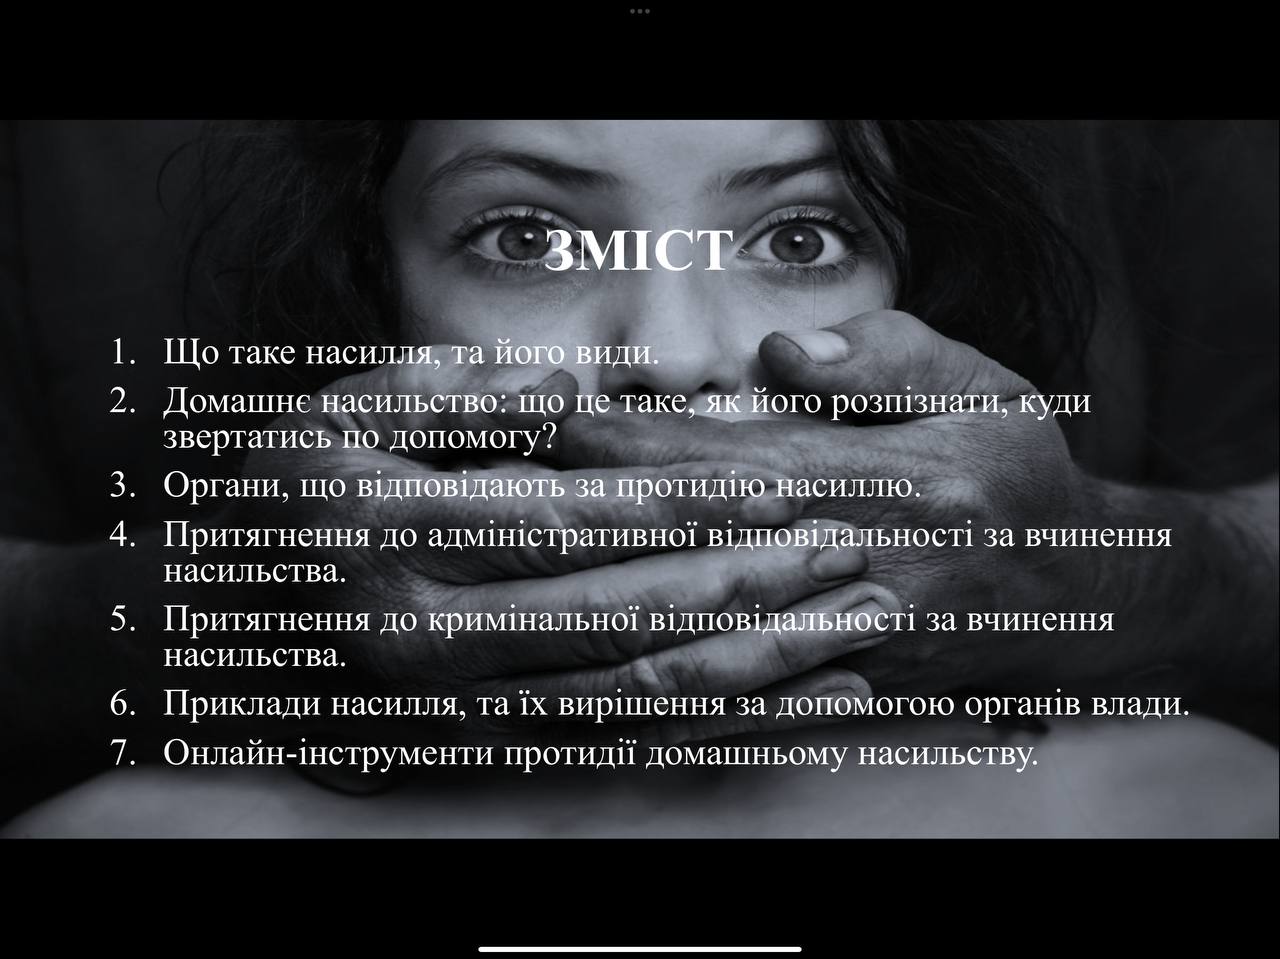 ЗМІСТ
1. Що таке насилля, та його види.
2. Домашнє насильство: що це таке, як його розпізнати, куди
звертатись по допомогу?
3. Органи, що відповідають за протидію насиллю.
4. Притягнення до адміністративної відповідальності за вчинення
насильства.
5. Притягнення до кримінальної відповідальності за вчинення
насильства.
6. Приклади насилля, та їх вирішення за допомогою органів влади.
7. Онлайн-інструменти протидії домашньому насильству.